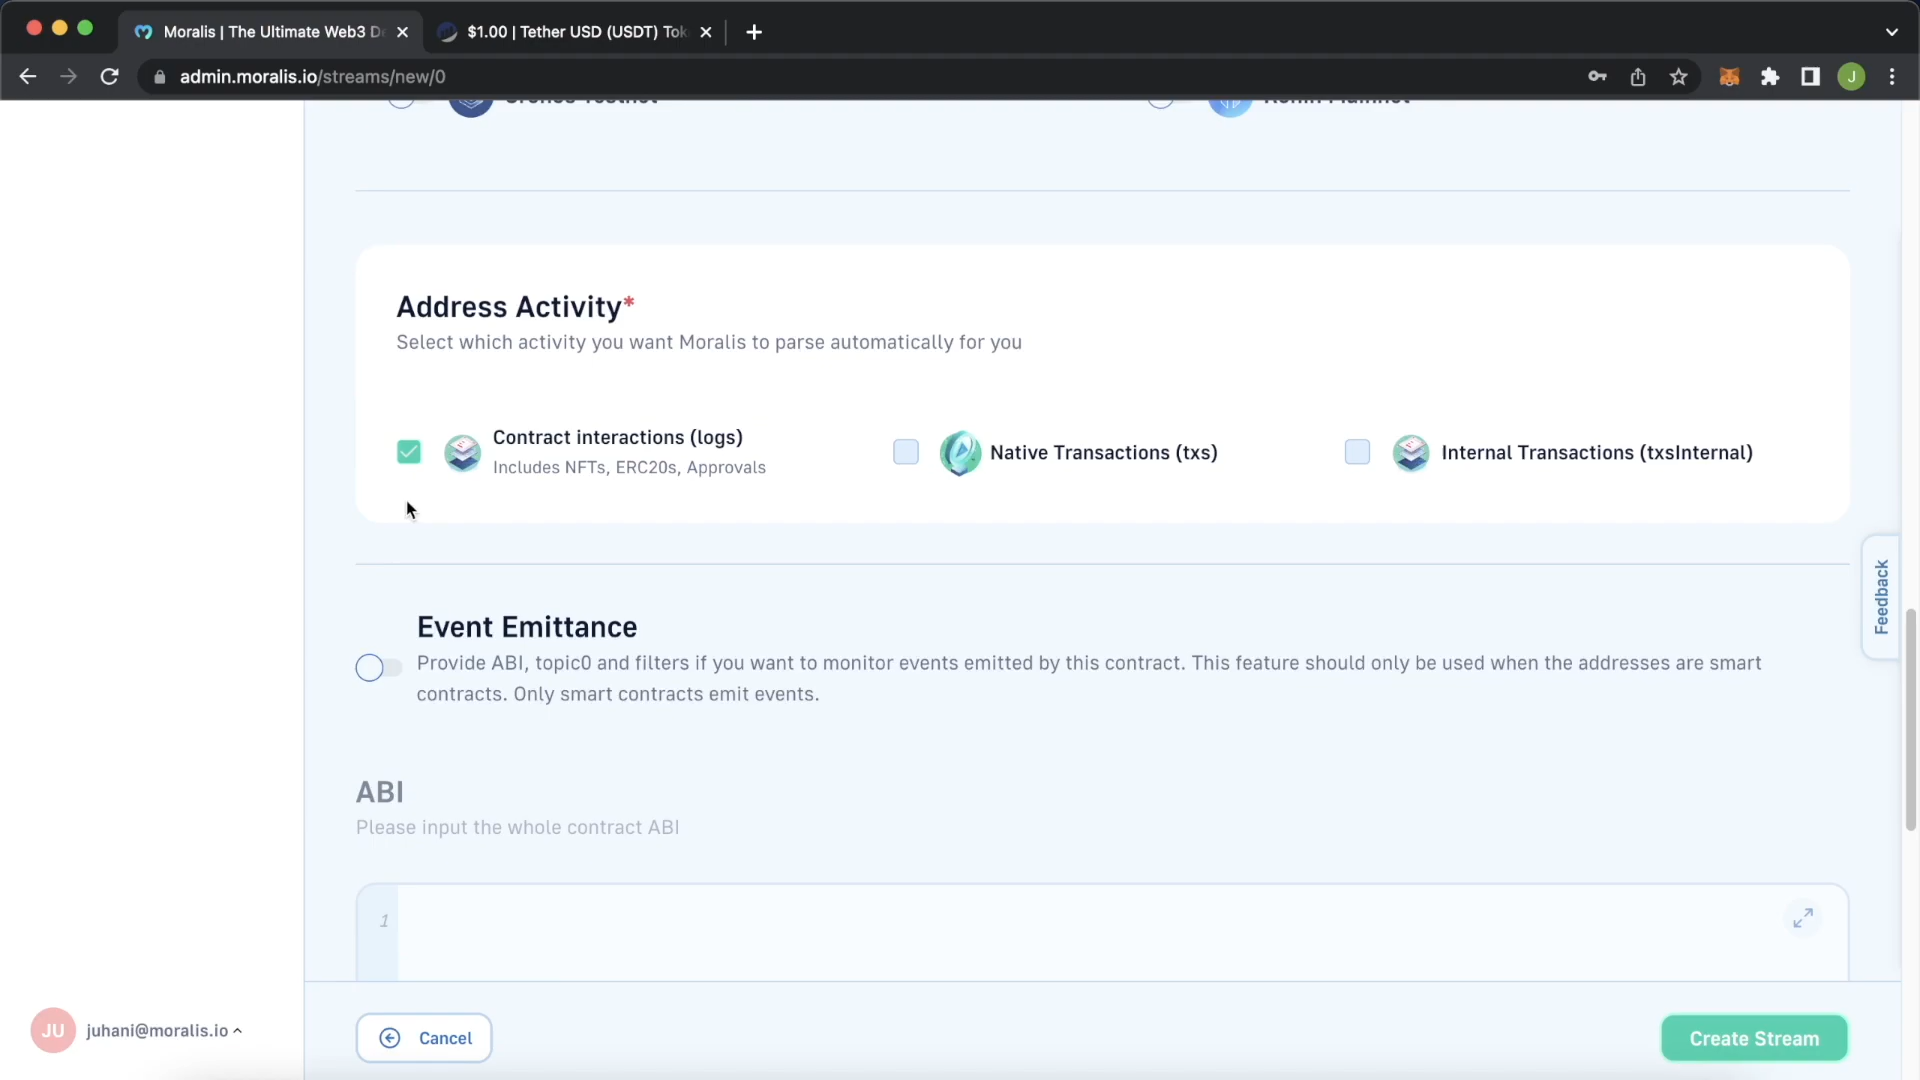 Moralis | The Ultimate Web3 De
$1.00 | Tether USD (USDT) Tok
admin.moralis.io/streams/new/0
J
Cronos Testnet
Ronin Mainnet
Address Activity*
Select which activity you want Moralis to parse automatically for you
Contract interactions (logs)
Includes NFTs, ERC20s, Approvals
Native Transactions (txs)
Internal Transactions (txsInternal)
Event Emittance
Provide ABI, topic0 and filters if you want to monitor events emitted by this contract. This feature should only be used when the addresses are smart
contracts. Only smart contracts emit events.
Feedback
ABI
Please input the whole contract ABI
1
JU
juhani@moralis.io
Cancel
Create Stream